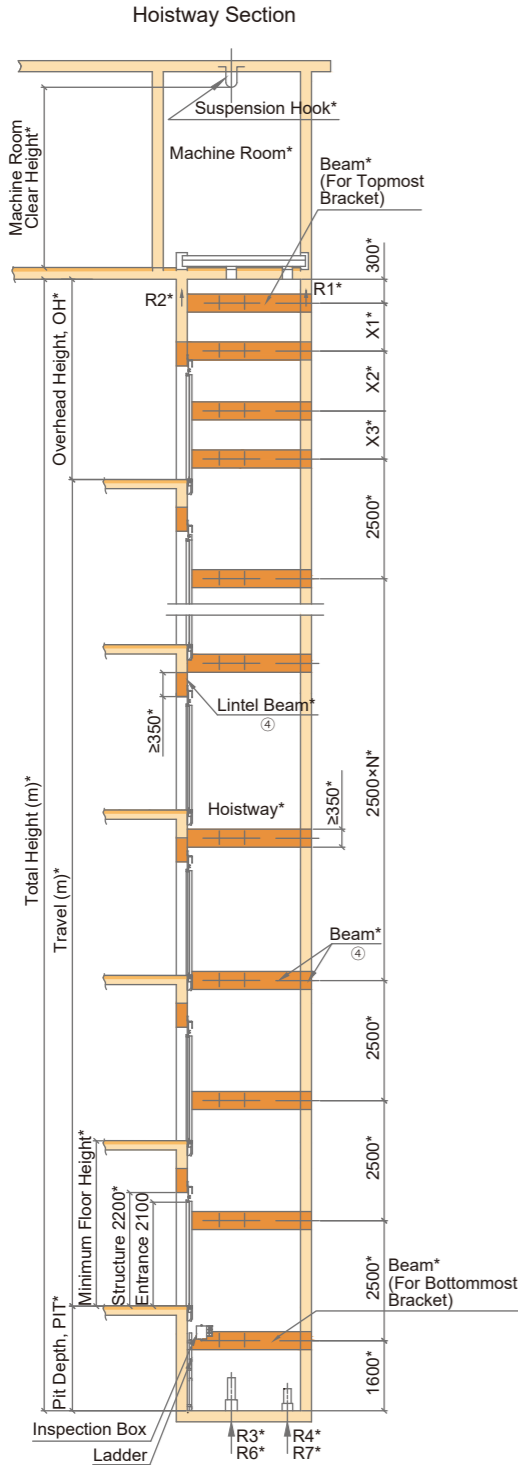 Hoistway Section
Suspension Hook*
Machine Room
Clear Height*
Machine Room*
Beam*
(For Topmost
Bracket)
300*
R2*
R1*
X1*
Overhead Height, OH*
X2*
X3*
2500*
Lintel Beam*
④
≥350*
Total Height (m)*
Travel (m)*
Hoistway*
≥350*
2500×N*
Beam*
④
2500*
2500*
Minimum Floor Height*
Structure 2200*
Entrance 2100
2500*
Beam*
(For Bottommost
Bracket)
Pit Depth, PIT*
1600*
Inspection Box
Ladder
R3*
R6*
R4*
R7*